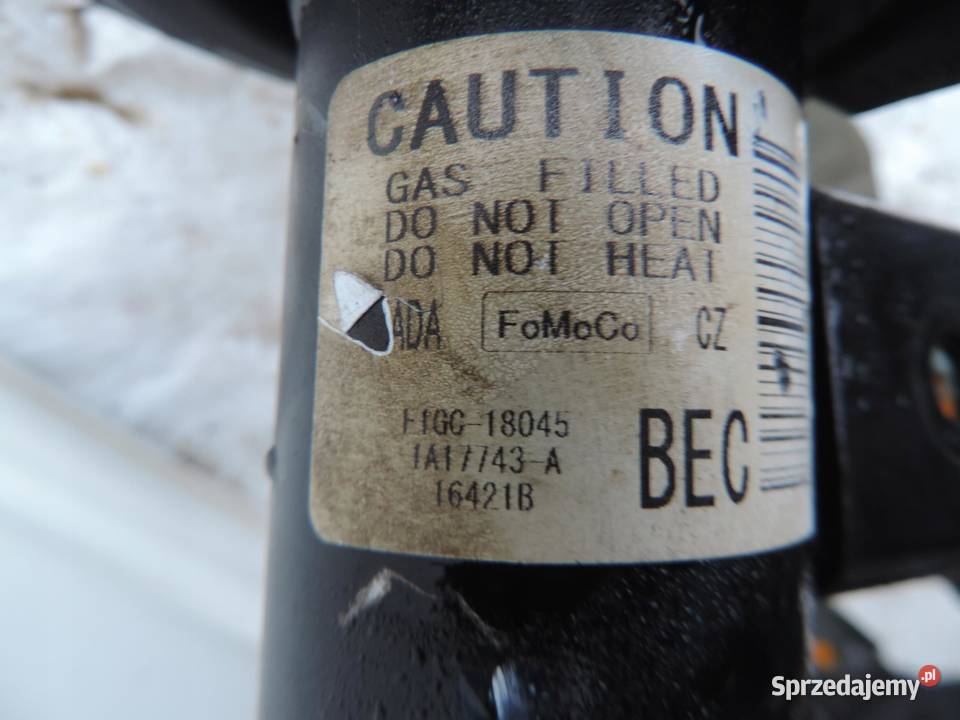 CAUTION
GAS FILLED
DO NOT OPEN
DO NOT HEAT
ADA FoMoCo CZ
F1GC-18045
1A17743-A
16421B
BEC
Sprzedajemy.pl